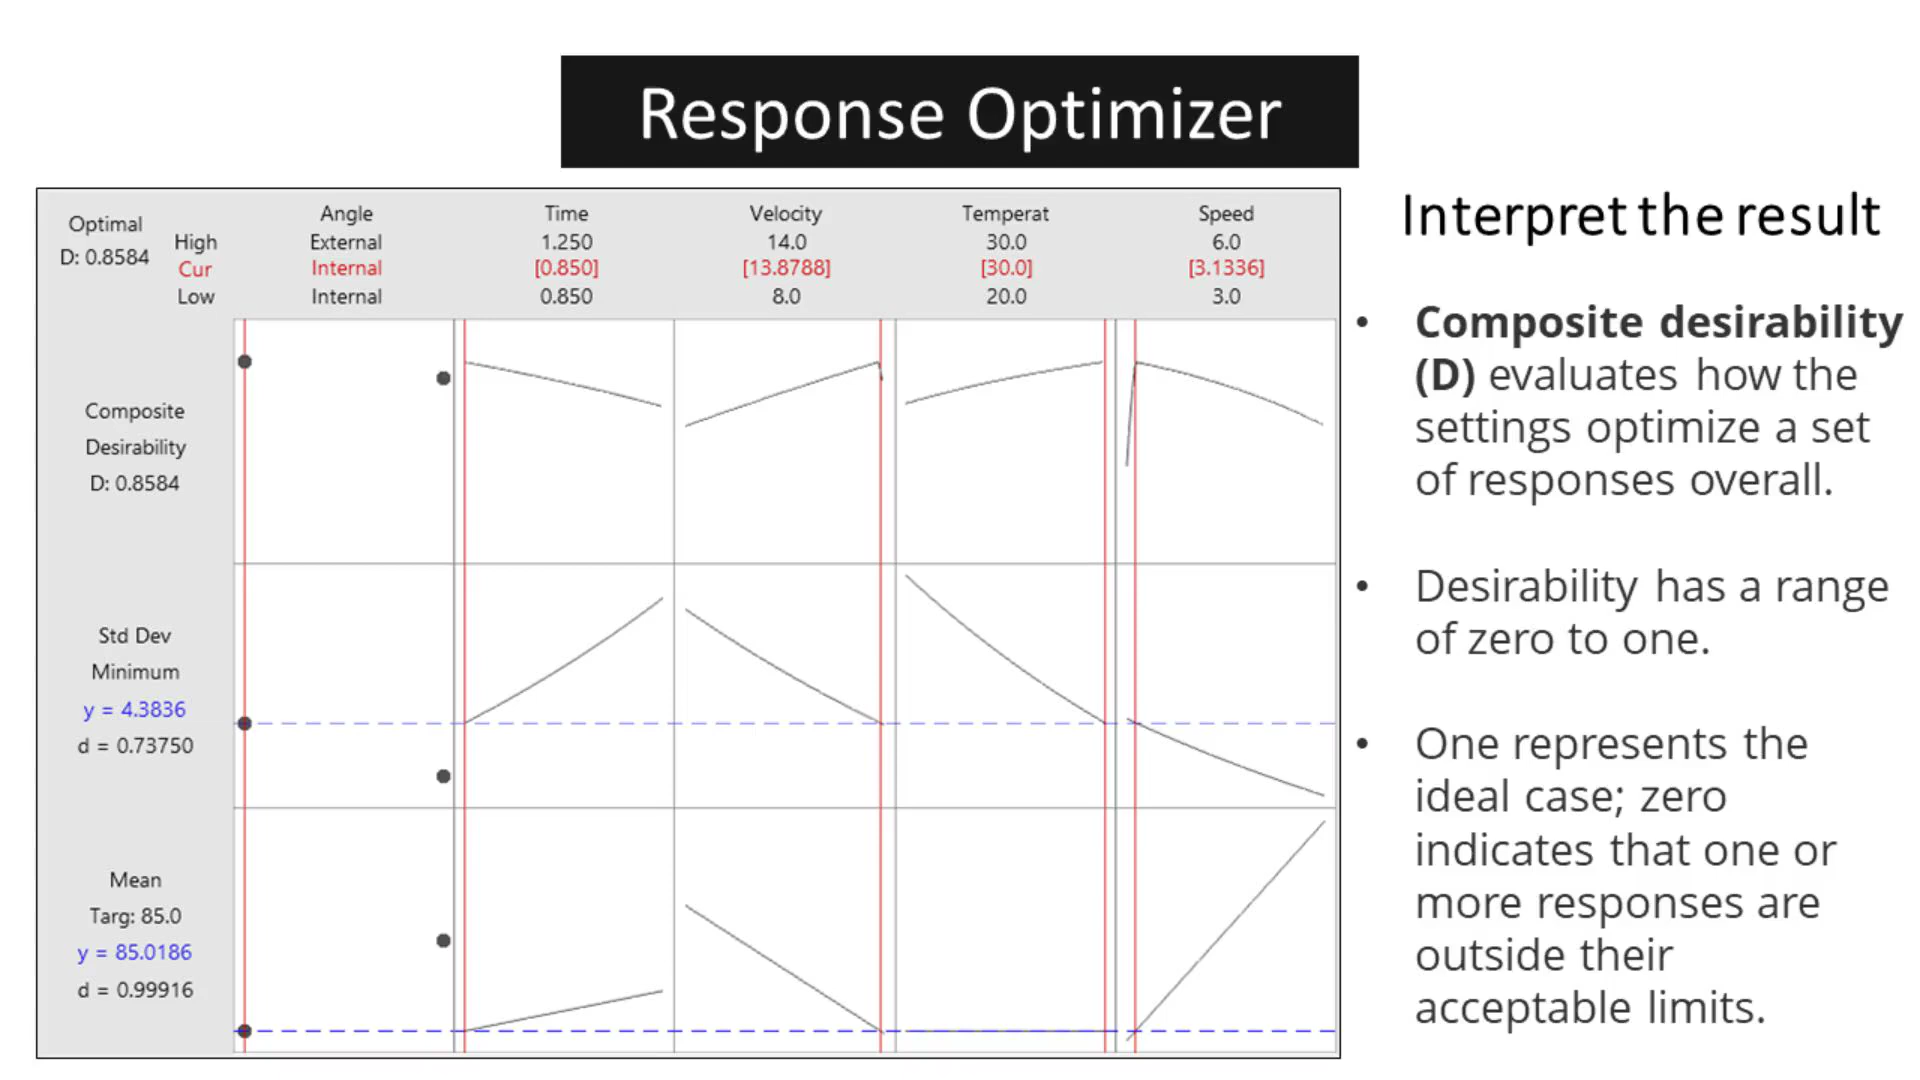 Response Optimizer
Optimal
D: 0.8584
High
Cur
Low
Angle
External
Internal
Internal
Time
1.250
[0.850]
0.850
Velocity
14.0
[13.8788]
8.0
Temperat
30.0
[30.0]
20.0
Speed
6.0
[3.1336]
3.0
Composite
Desirability
D: 0.8584
Std Dev
Minimum
y = 4.3836
d = 0.73750
Mean
Targ: 85.0
y = 85.0186
d = 0.99916
Interpret the result
• Composite desirability
(D) evaluates how the
settings optimize a set
of responses overall.
• Desirability has a range
of zero to one.
• One represents the
ideal case; zero
indicates that one or
more responses are
outside their
acceptable limits.